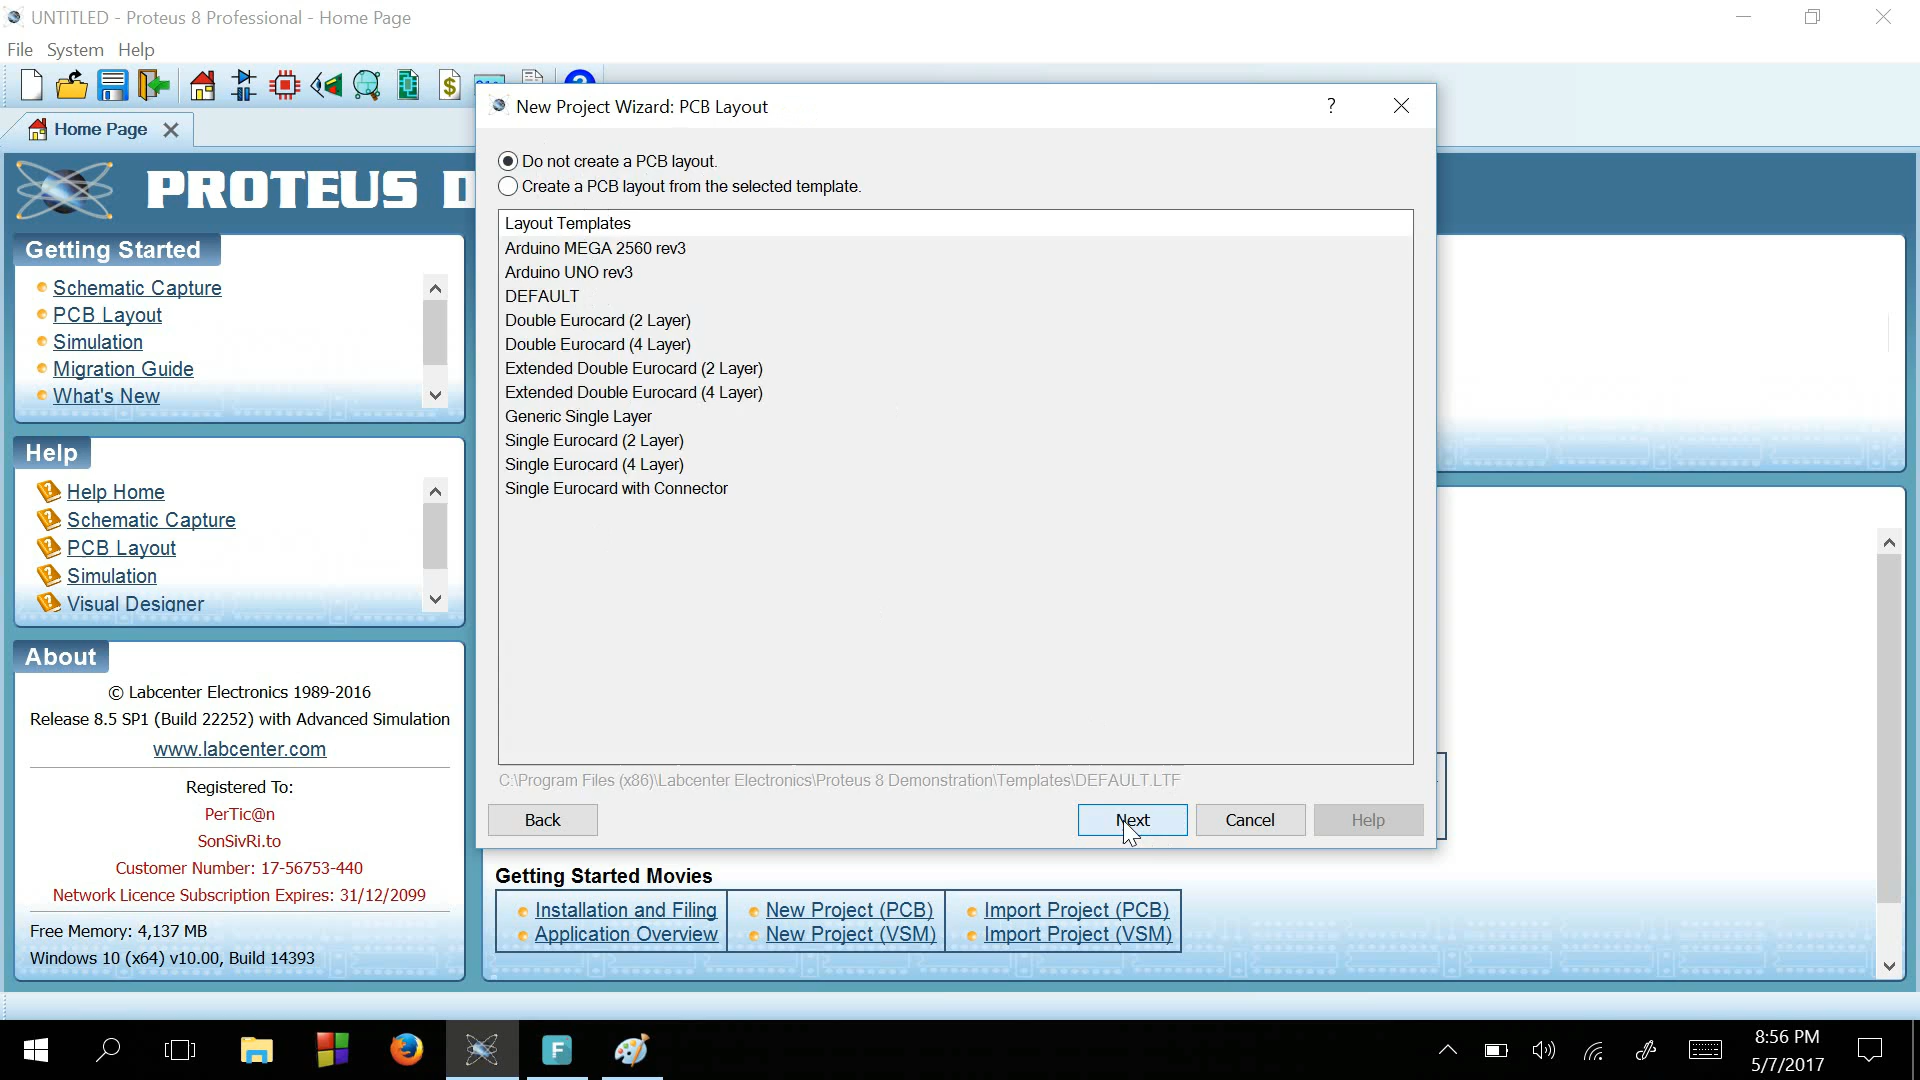 UNTITLED - Proteus 8 Professional - Home Page
File System Help
New Project Wizard: PCB Layout
?
Home Page
PROTEUS
Do not create a PCB layout.
Create a PCB layout from the selected template.
Layout Templates
Arduino MEGA 2560 rev3
Arduino UNO rev3
DEFAULT
Double Eurocard (2 Layer)
Double Eurocard (4 Layer)
Extended Double Eurocard (2 Layer)
Extended Double Eurocard (4 Layer)
Generic Single Layer
Single Eurocard (2 Layer)
Single Eurocard (4 Layer)
Single Eurocard with Connector
C:\Program Files (x86)\Labcenter Electronics\Proteus 8 Demonstration\Templates\DEFAULT.LTF
Back
Next
Cancel
Help
Getting Started
Schematic Capture
PCB Layout
Simulation
Migration Guide
What's New
Help
Help Home
Schematic Capture
PCB Layout
Simulation
Visual Designer
About
© Labcenter Electronics 1989-2016
Release 8.5 SP1 (Build 22252) with Advanced Simulation
www.labcenter.com
Registered To:
PerTic@n
SonSivRi.to
Customer Number: 17-56753-440
Network Licence Subscription Expires: 31/12/2099
Free Memory: 4,137 MB
Windows 10 (x64) v10.00, Build 14393
Getting Started Movies
Installation and Filing
Application Overview
New Project (PCB)
New Project (VSM)
Import Project (PCB)
Import Project (VSM)
F
8:56 PM
5/7/2017